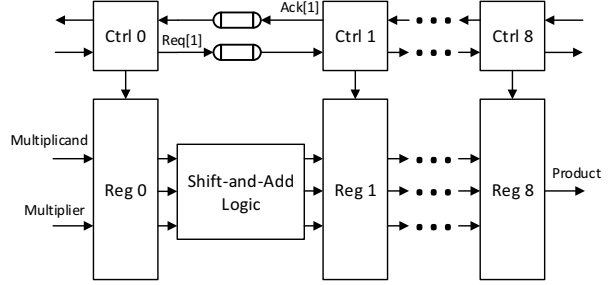 Ack[1]
Ctrl 0
Req[1]
Ctrl 1
Ctrl 8
Multiplicand
Multiplier
Reg 0
Shift-and-Add
Logic
Reg 1
Reg 8
Product